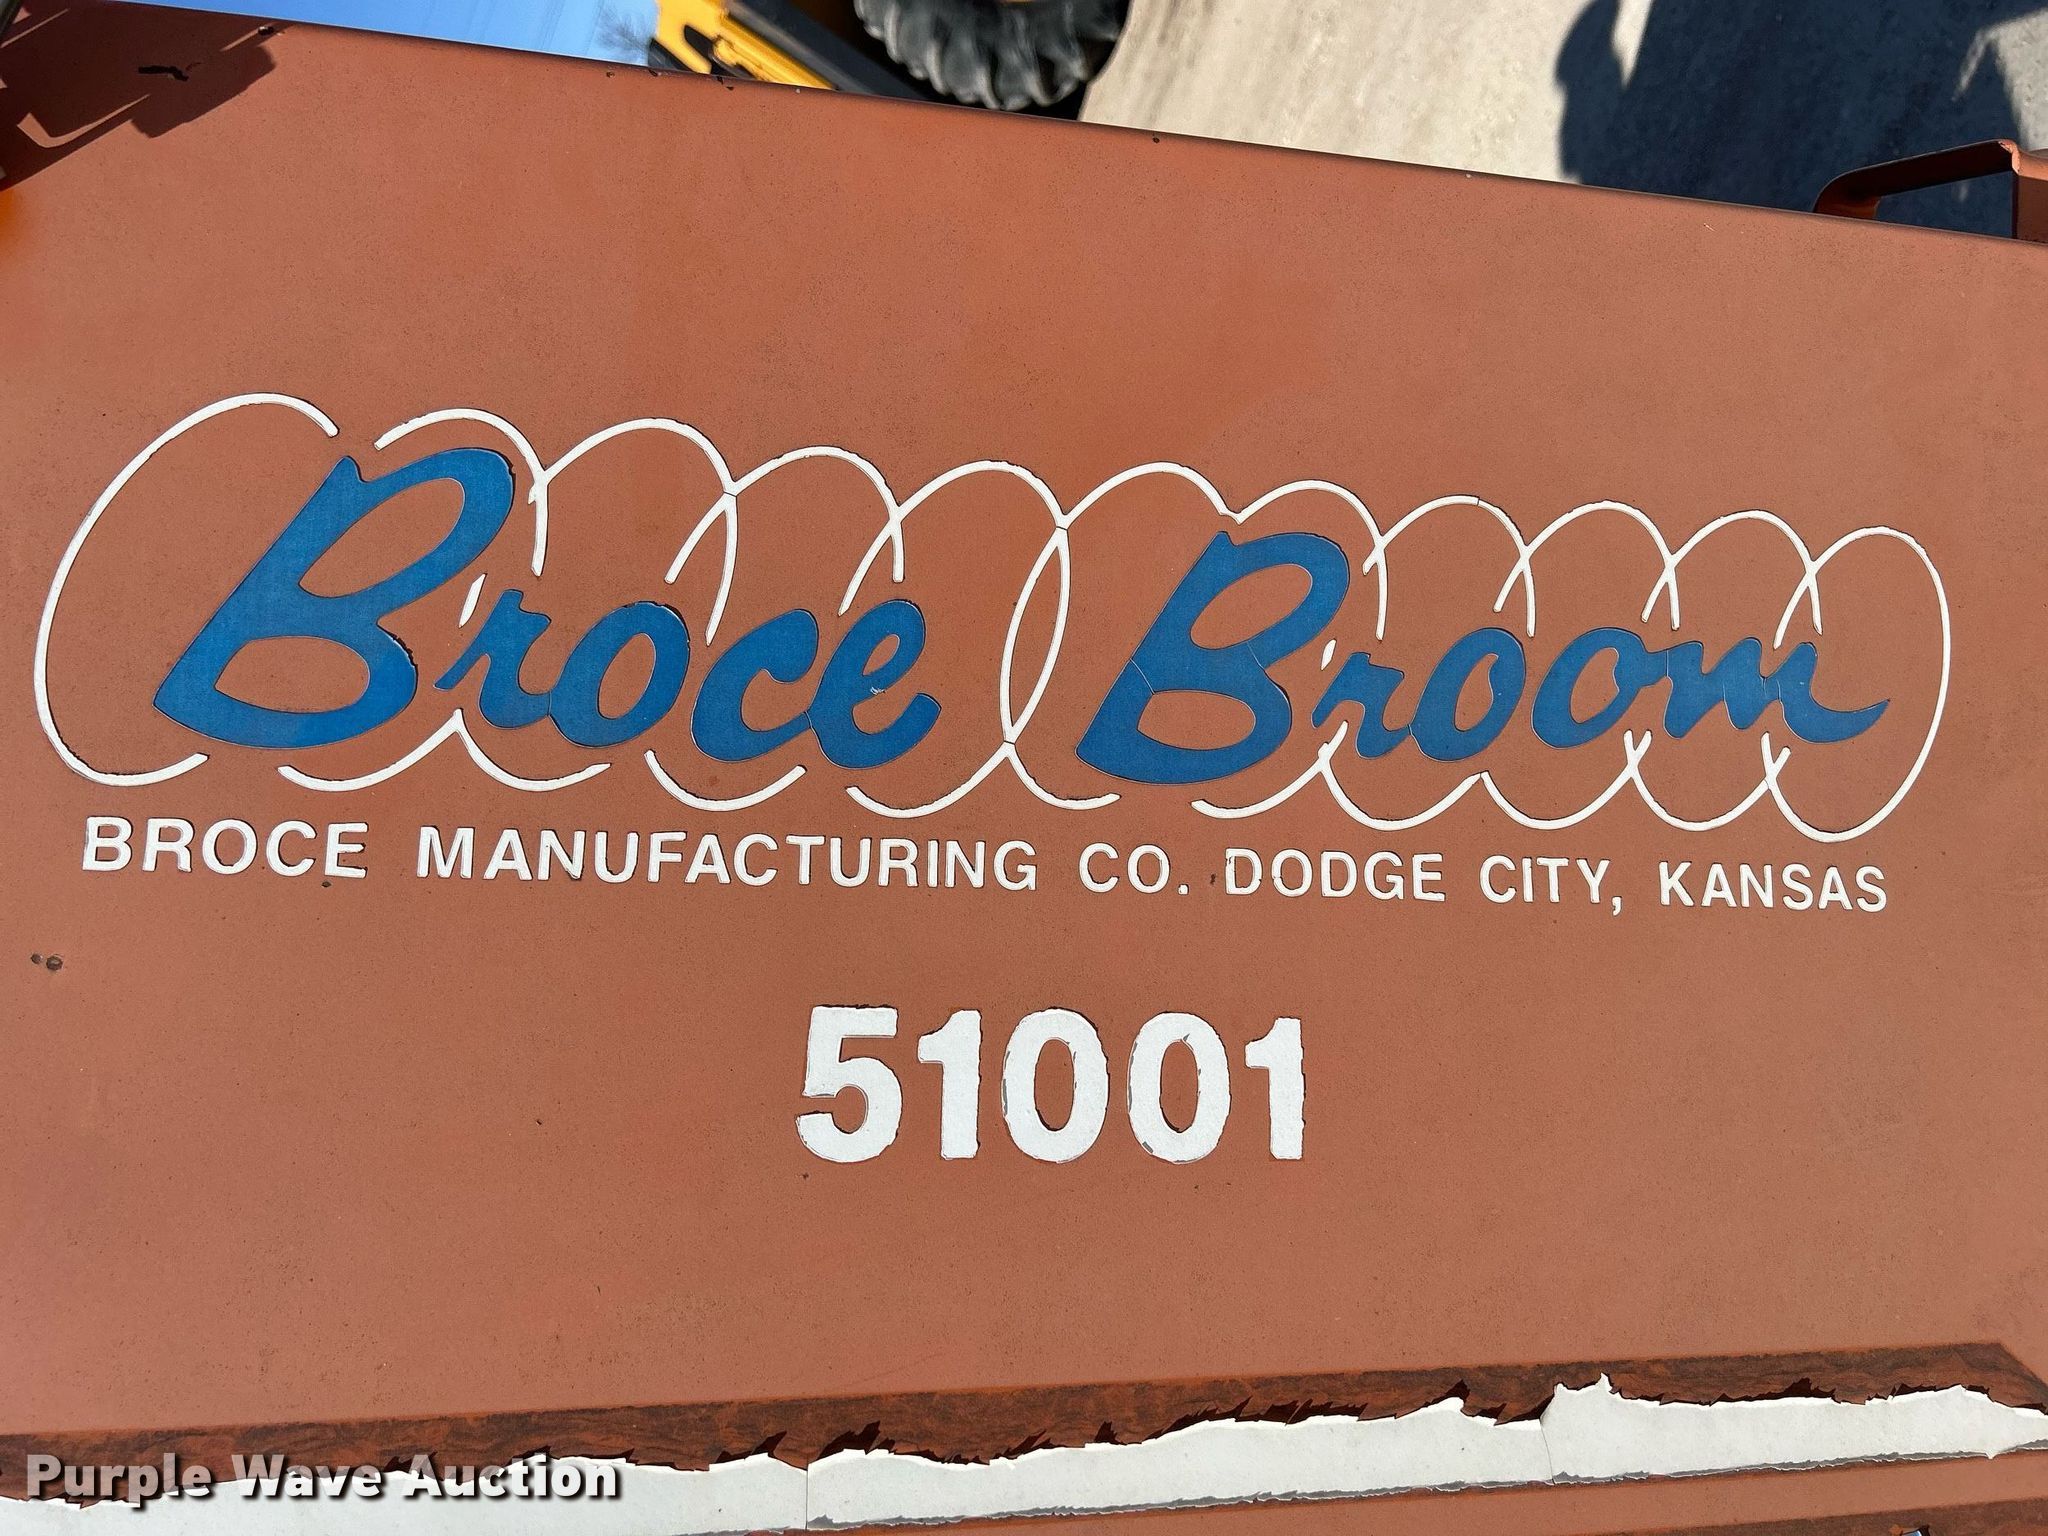 Broce Broom
BROCE MANUFACTURING CO. DODGE CITY, KANSAS
51001
Purple Wave Auction